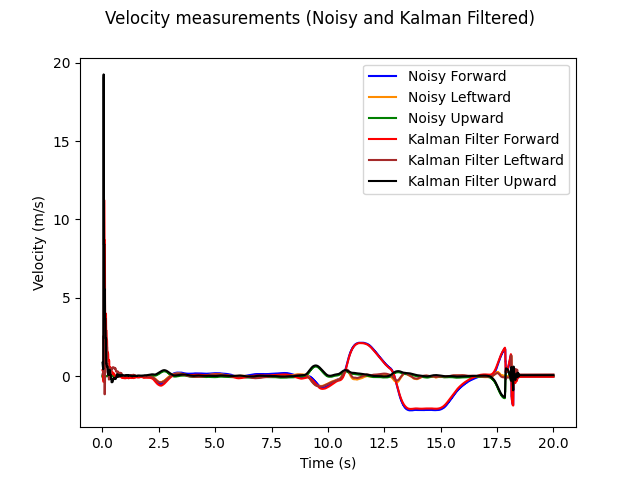 Velocity measurements (Noisy and Kalman Filtered)
20
15
10
5
0
Velocity (m/s)
Noisy Forward
Noisy Leftward
Noisy Upward
Kalman Filter Forward
Kalman Filter Leftward
Kalman Filter Upward
0.0 2.5 5.0 7.5 10.0 12.5 15.0 17.5 20.0
Time (s)